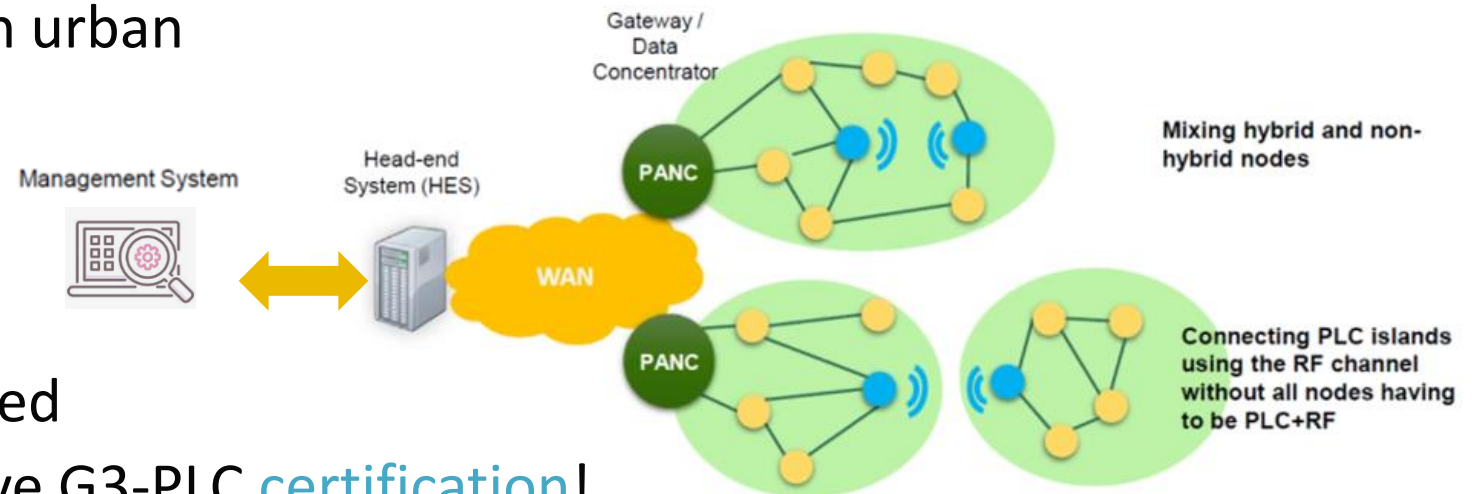 n urban
Gateway /
Data
Concentrator
Management System
Head-end
System (HES)
PANC
Mixing hybrid and non-
hybrid nodes
WAN
PANC
Connecting PLC islands
using the RF channel
without all nodes having
to be PLC+RF
ed
ve G3-PLC certification!